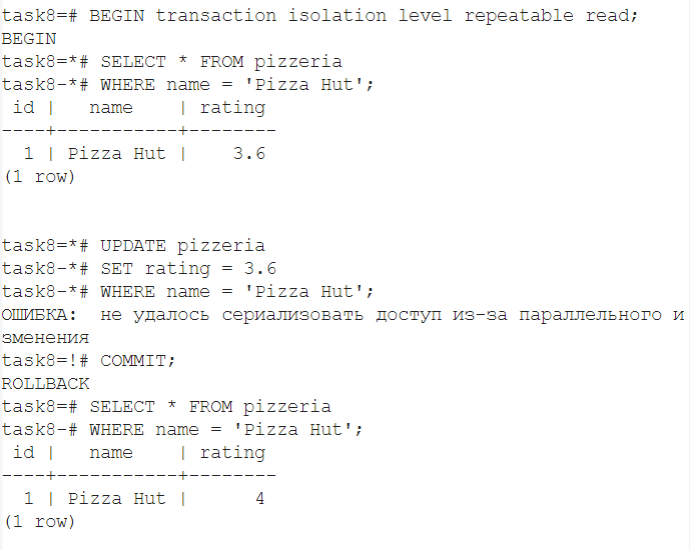 task8=# BEGIN transaction isolation level repeatable read;
BEGIN
task8=*# SELECT * FROM pizzeria
task8-*# WHERE name = 'Pizza Hut';
 id |   name    | rating
----+-----------+--------
  1 | Pizza Hut |    3.6
(1 row)
task8=*# UPDATE pizzeria
task8-*# SET rating = 3.6
task8-*# WHERE name = 'Pizza Hut';
ОШИБКА:  не удалось сериализовать доступ из-за параллельного и
зменения
task8=!# COMMIT;
ROLLBACK
task8=# SELECT * FROM pizzeria
task8-# WHERE name = 'Pizza Hut';
 id |   name    | rating
----+-----------+--------
  1 | Pizza Hut |      4
(1 row)